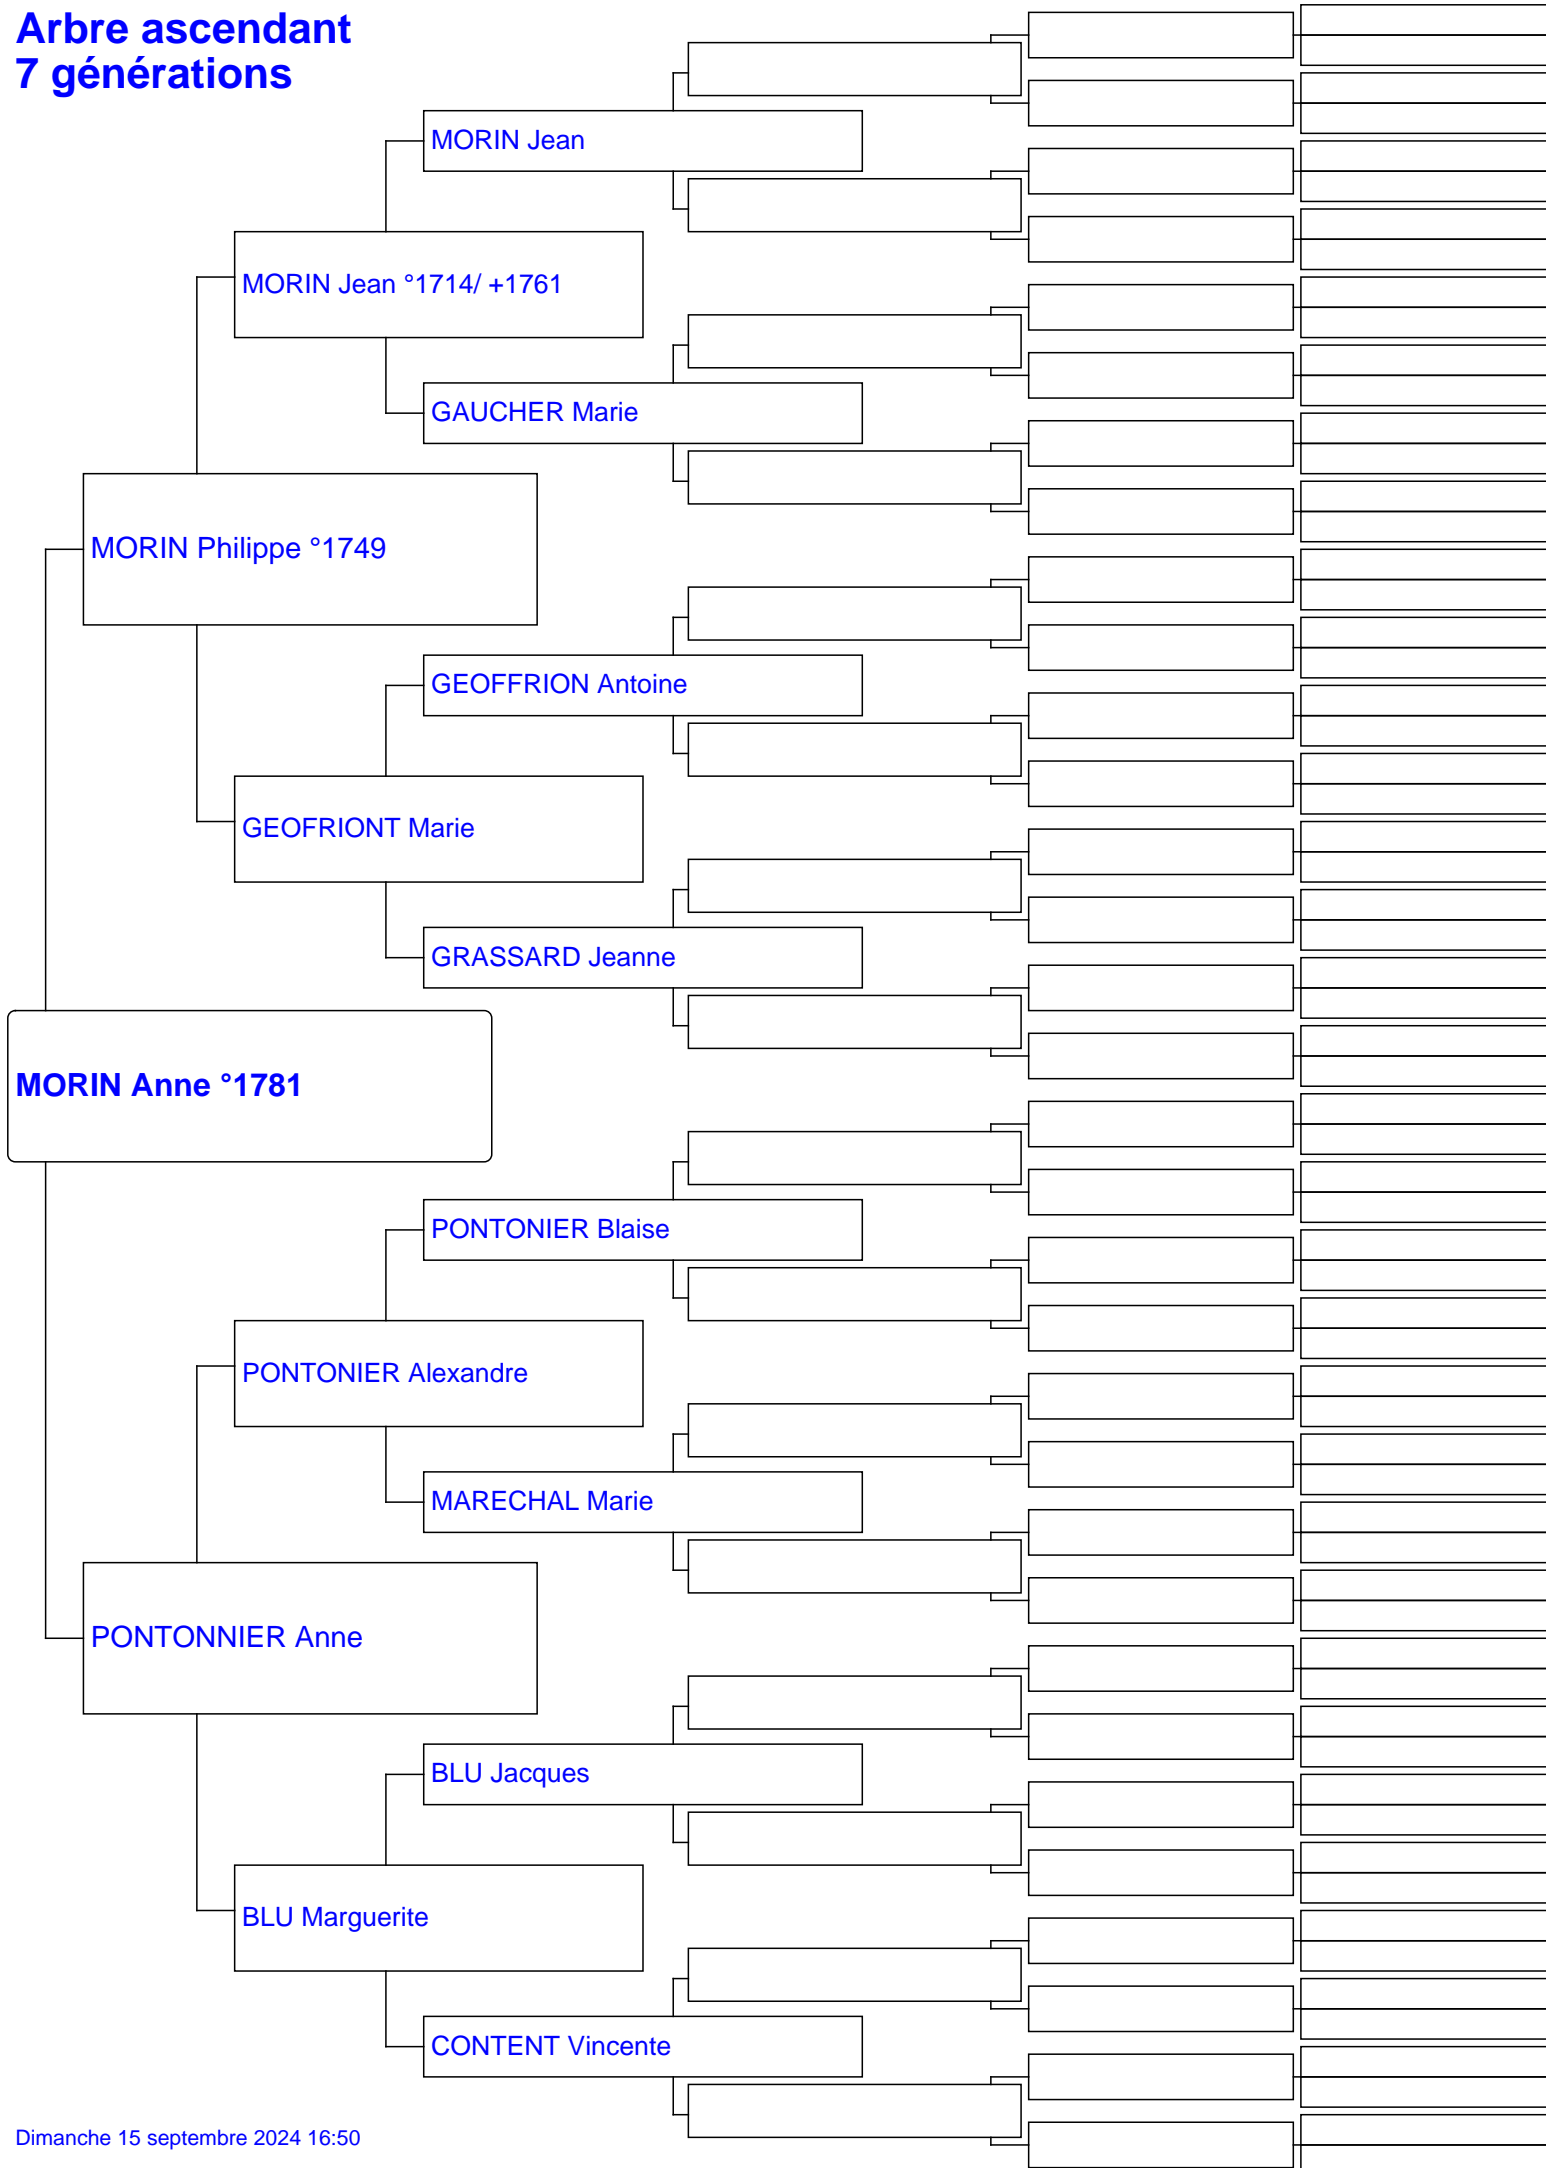 Arbre ascendant
7 générations
MORIN Jean
MORIN Jean °1714/ +1761
GAUCHER Marie
MORIN Philippe °1749
GEOFFRION Antoine
GEOFRIONT Marie
GRASSARD Jeanne
MORIN Anne °1781
PONTONIER Blaise
PONTONIER Alexandre
MARECHAL Marie
PONTONNIER Anne
BLU Jacques
BLU Marguerite
CONTENT Vincente
Dimanche 15 septembre 2024 16:50